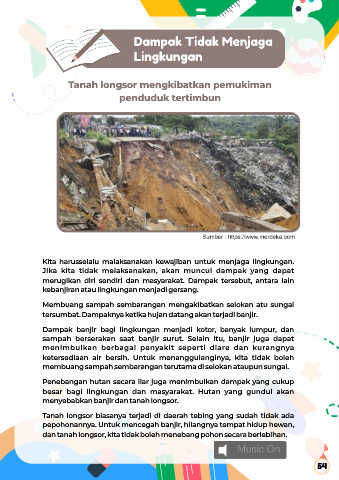 Dampak Tidak Menjaga
Lingkungan
Tanah longsor mengkibatkan pemukiman
penduduk tertimbun
Sumber : https://www.merdeka.com
Kita harusselalu malaksanakan kewajiban untuk menjaga lingkungan.
Jika kita tidak melaksanakan, akan muncul dampak yang dapat
merugikan diri sendiri dan masyarakat. Dampak tersebut, antara lain
kebanjiran atau lingkungan menjadi gersang.
Membuang sampah sembarangan mengakibatkan selokan atu sungai
tersumbat. Dampaknya ketika hujan datang akan terjadi banjir.
Dampak banjir bagi lingkungan menjadi kotor, banyak lumpur, dan
sampah berserakan saat banjir surut. Selain itu, banjir juga dapat
menimbulkan berbagai penyakit seperti diare dan kurangnya
ketersediaan air bersih. Untuk menanggulanginya, kita tidak boleh
membuang sampah sembarangan terutama di selokan ataupun sungai.
Penebangan hutan secara liar juga menimbulkan dampak yang cukup
besar bagi lingkungan dan masyarakat. Hutan yang gundul akan
menyebabkan banjir dan tanah longsor.
Tanah longsor biasanya terjadi di daerah tebing yang sudah tidak ada
pepohonannya. Untuk mencegah banjir, hilangnya tempat hidup hewan,
dan tanah longsor, kita tidak boleh menebang pohon secara berlebihan.
Music On
54